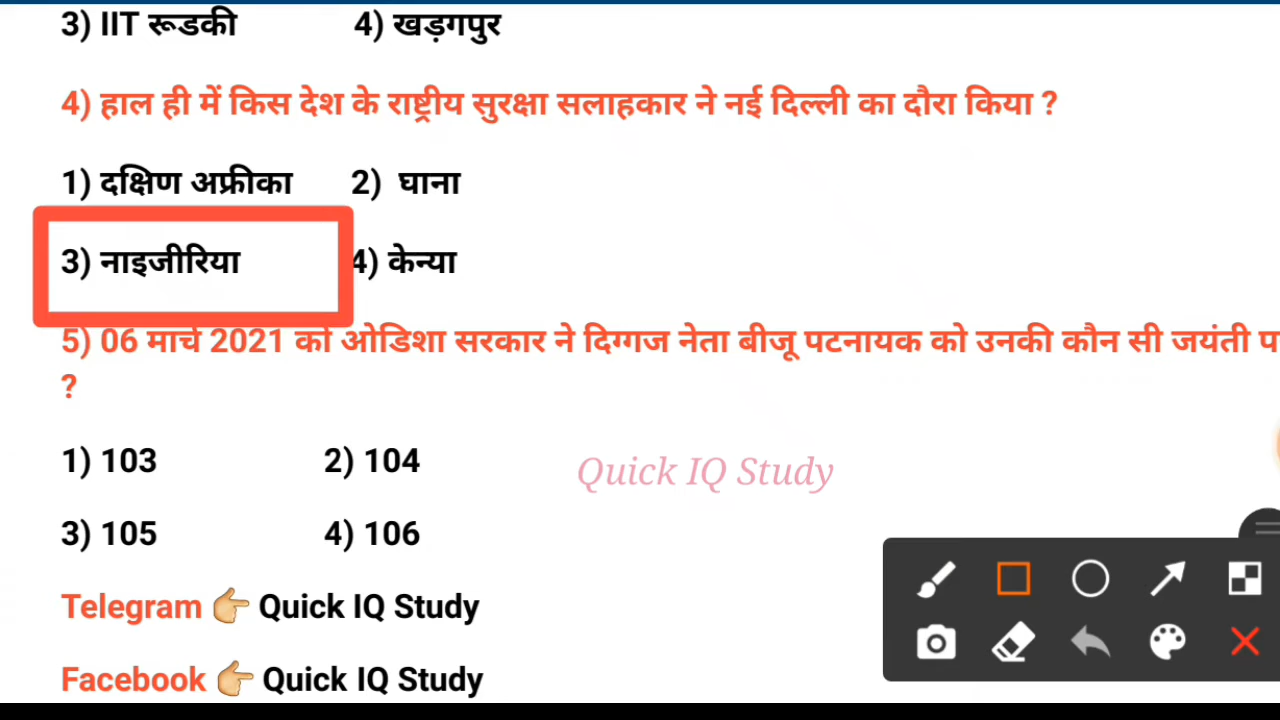 3) IIT रूडकी 4) खड़गपुर
4) हाल ही में किस देश के राष्ट्रीय सुरक्षा सलाहकार ने नई दिल्ली का दौरा किया ?
1) दक्षिण अफ्रीका 2) घाना
3) नाइजीरिया 4) केन्या
5) 06 मार्च 2021 को ओडिशा सरकार ने दिग्गज नेता बीजू पटनायक को उनकी कौन सी जयंती
?
1) 103 2) 104
Quick IQ Study
3) 105 4) 106
Telegram 👉 Quick IQ Study
Facebook 👉 Quick IQ Study